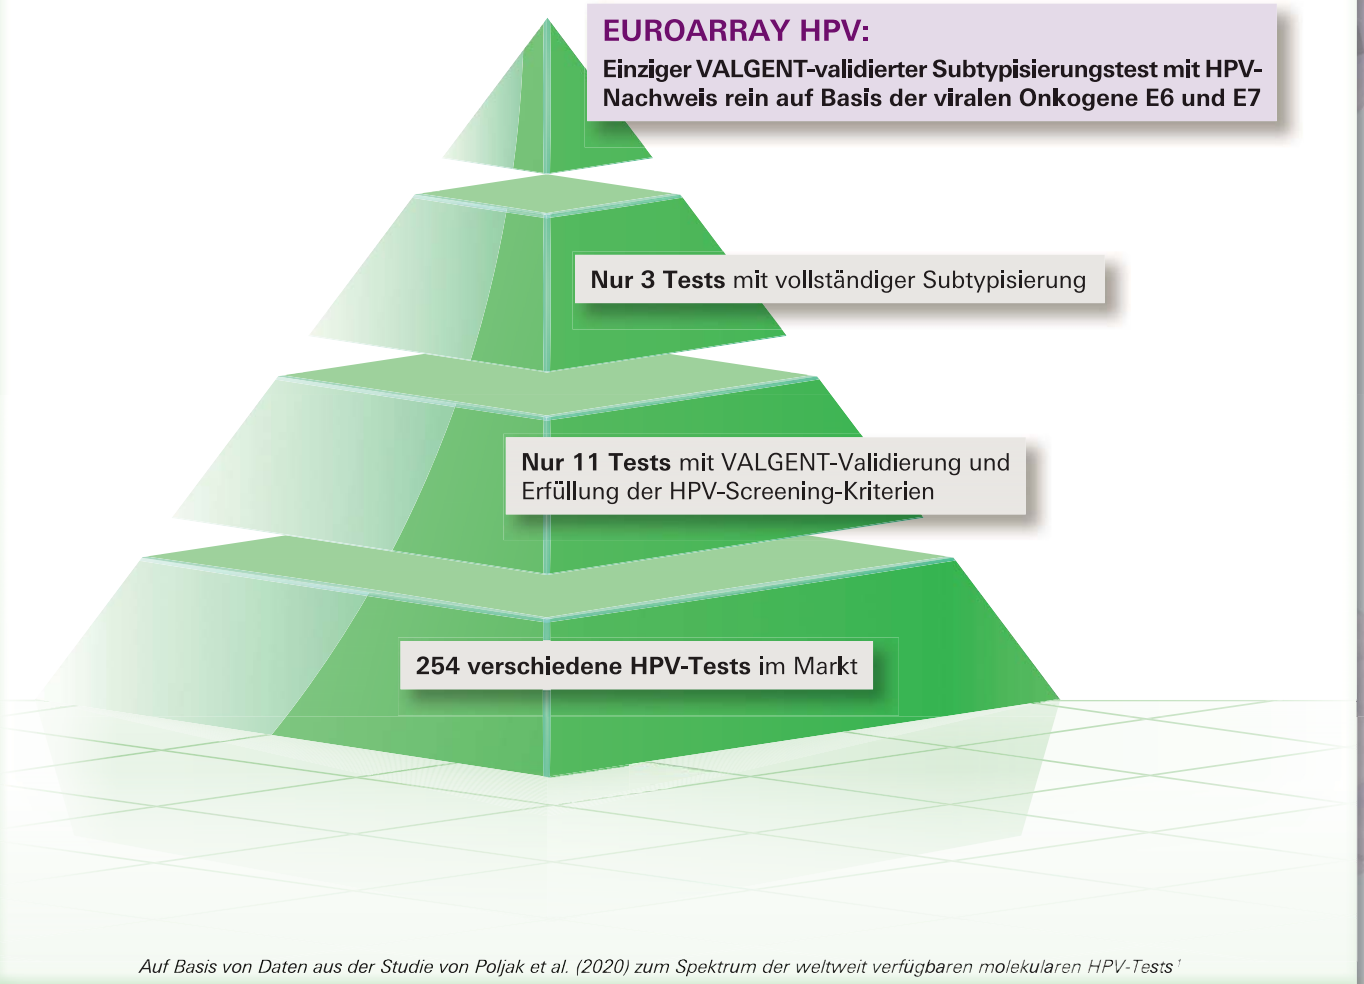 EUROARRAY HPV:
Einziger VALGENT-validierter Subtypisierungstest mit HPV-
Nachweis rein auf Basis der viralen Onkogene E6 und E7
Nur 3 Tests mit vollständiger Subtypisierung
Nur 11 Tests mit VALGENT-Validierung und
Erfüllung der HPV-Screening-Kriterien
254 verschiedene HPV-Tests im Markt
Auf Basis von Daten aus der Studie von Poljak et al. (2020) zum Spektrum der weltweit verfügbaren molekularen HPV-Tests¹